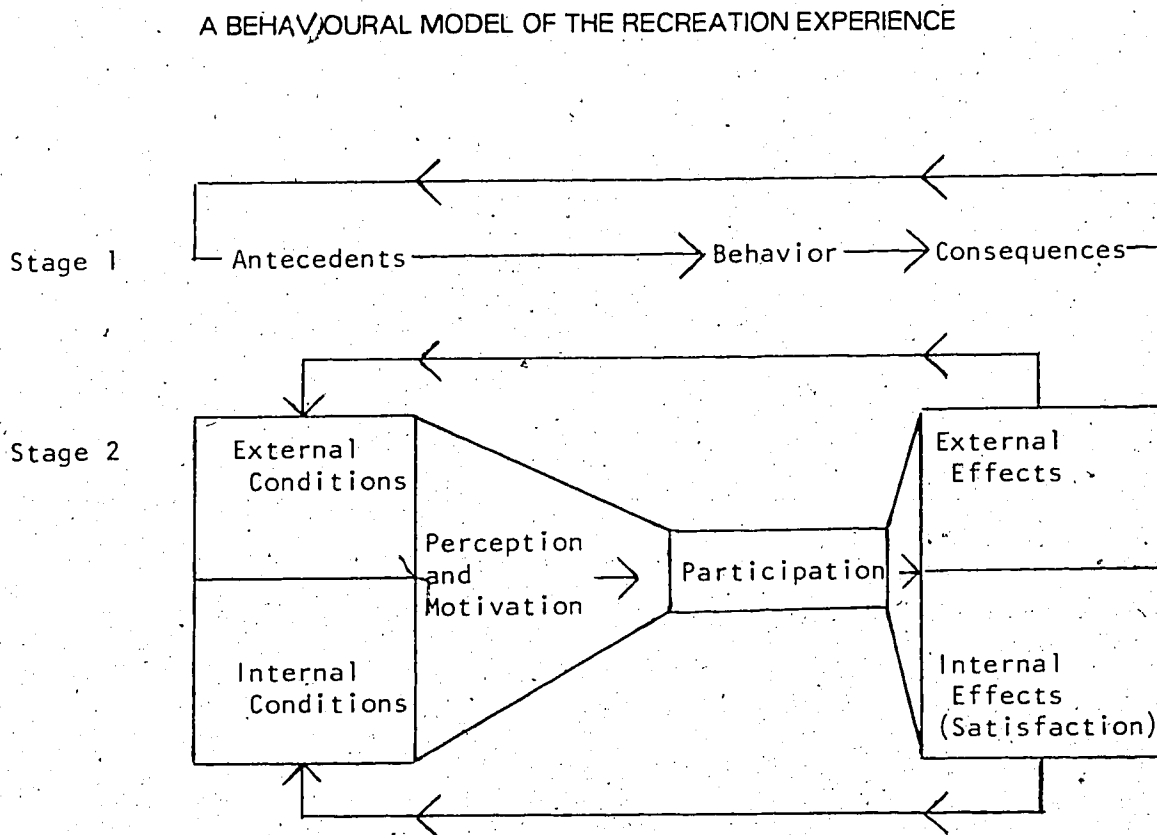 A BEHAVIOURAL MODEL OF THE RECREATION EXPERIENCE
Stage 1
Antecedents
Behavior
Consequences
Stage 2
External
Conditions
Internal
Conditions
Perception
and
Motivation
Participation
External
Effects
Internal
Effects
(Satisfaction)